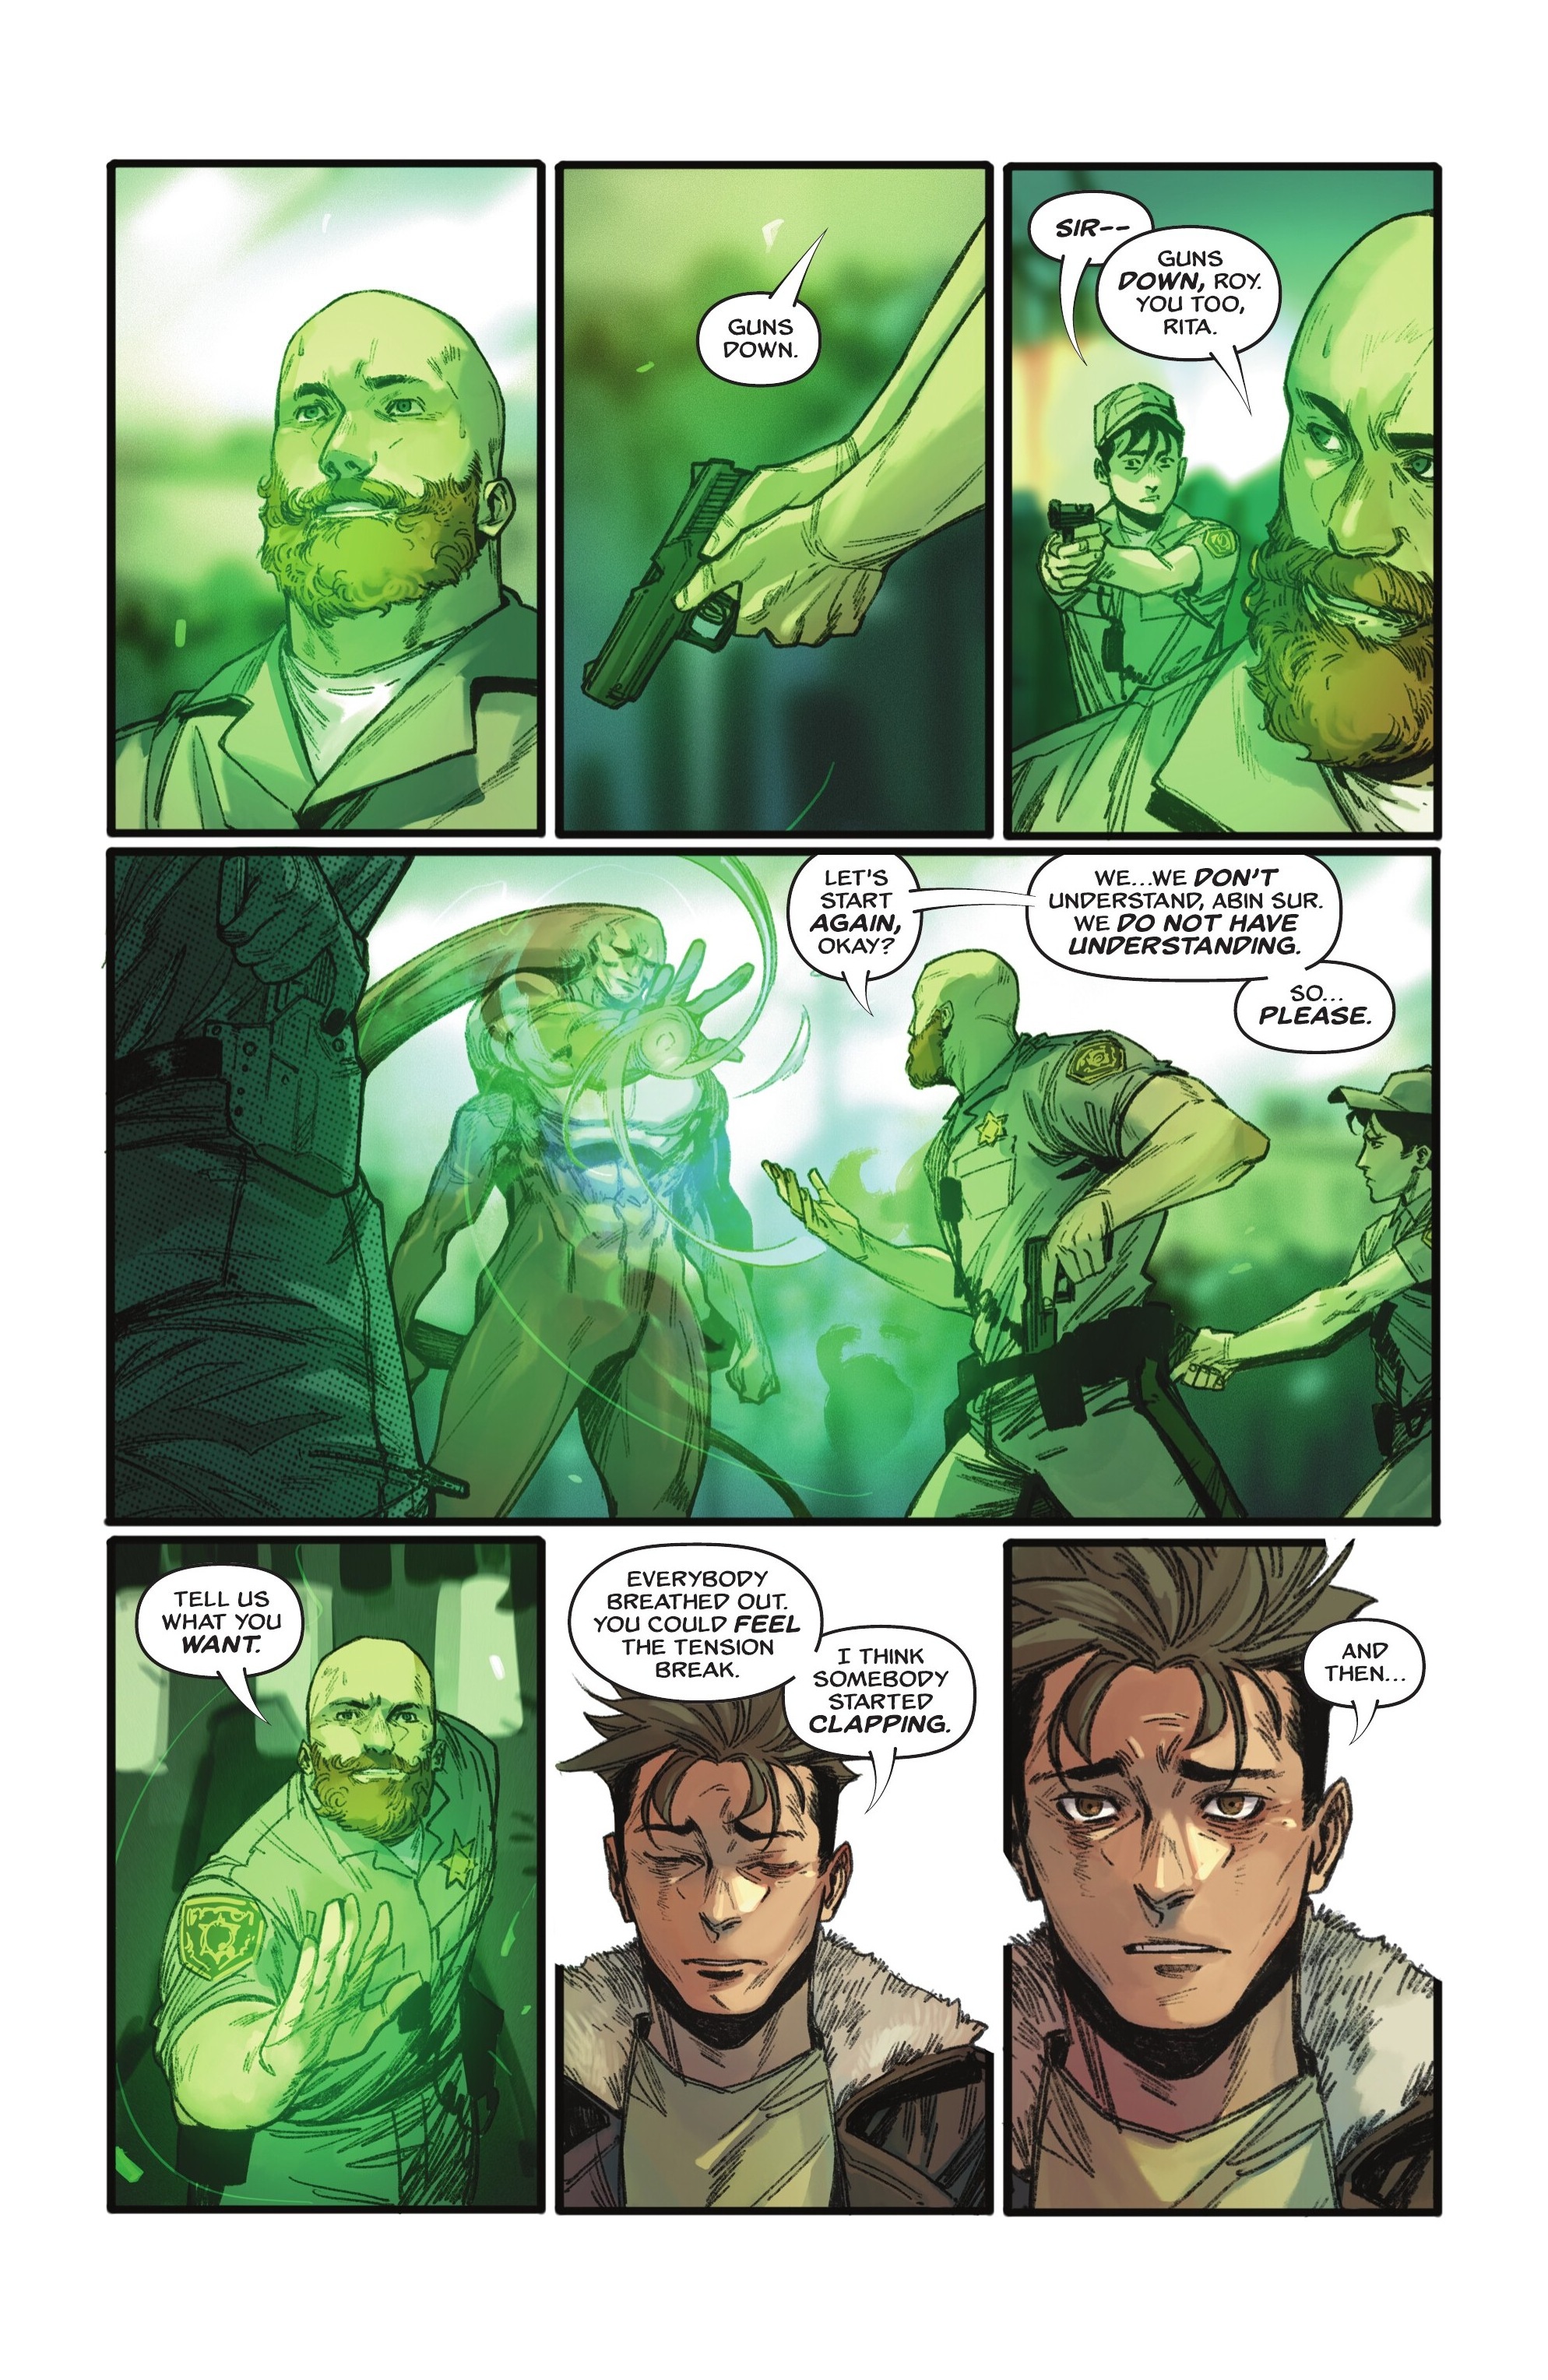 GUNS
DOWN.
SIR--
GUNS
DOWN, ROY.
YOU TOO,
RITA.
LET'S
START
AGAIN,
OKAY?
WE...WE DON'T
UNDERSTAND, ABIN SUR.
WE DO NOT HAVE
UNDERSTANDING.
SO...
PLEASE.
TELL US
WHAT YOU
WANT.
EVERYBODY
BREATHED OUT.
YOU COULD FEEL
THE TENSION
BREAK.
I THINK
SOMEBODY
STARTED
CLAPPING.
AND
THEN...